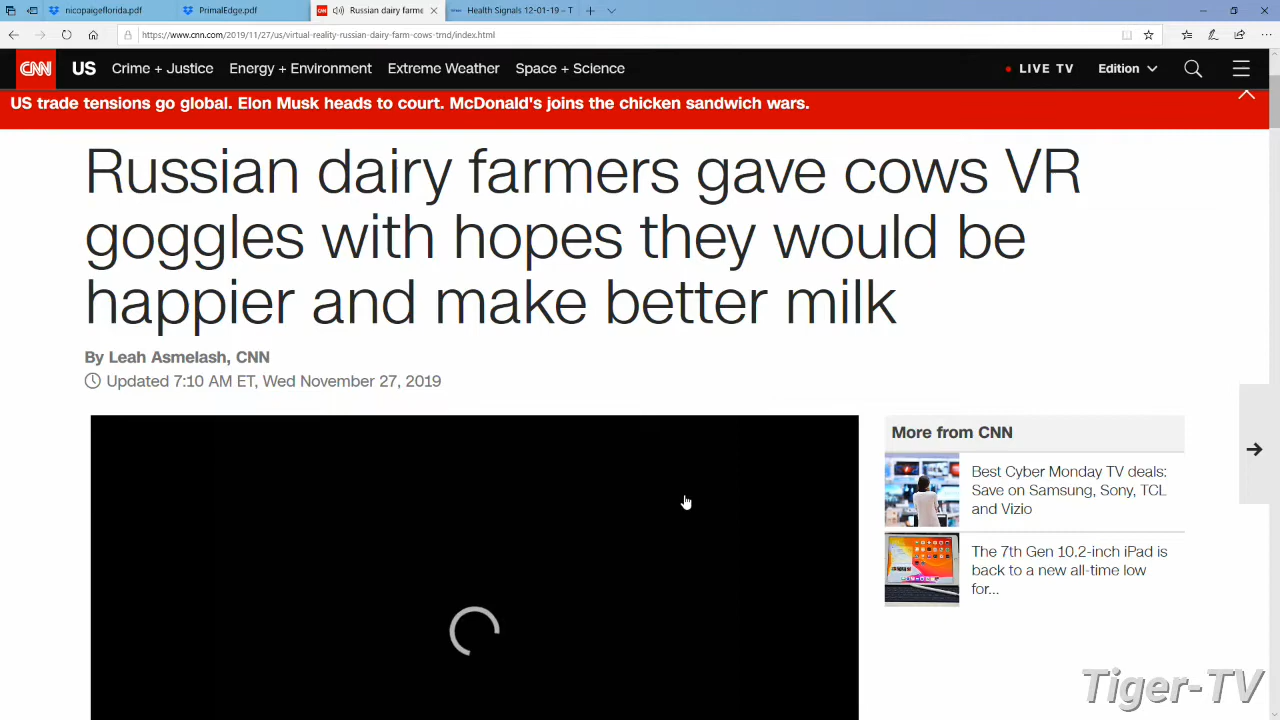 nicopaigeflorida.pdf
PrimalEdge.pdf
Russian dairy farme
Health Signals 12-01-19 – T
https://www.cnn.com/2019/11/27/us/virtual-reality-russian-dairy-farm-cows-trnd/index.html
CNN US Crime + Justice Energy + Environment Extreme Weather Space + Science LIVE TV Edition
US trade tensions go global. Elon Musk heads to court. McDonald's joins the chicken sandwich wars.
Russian dairy farmers gave cows VR
goggles with hopes they would be
happier and make better milk
By Leah Asmelash, CNN
Updated 7:10 AM ET, Wed November 27, 2019
More from CNN
Best Cyber Monday TV deals:
Save on Samsung, Sony, TCL
and Vizio
The 7th Gen 10.2-inch iPad is
back to a new all-time low
for...
Tiger-TV